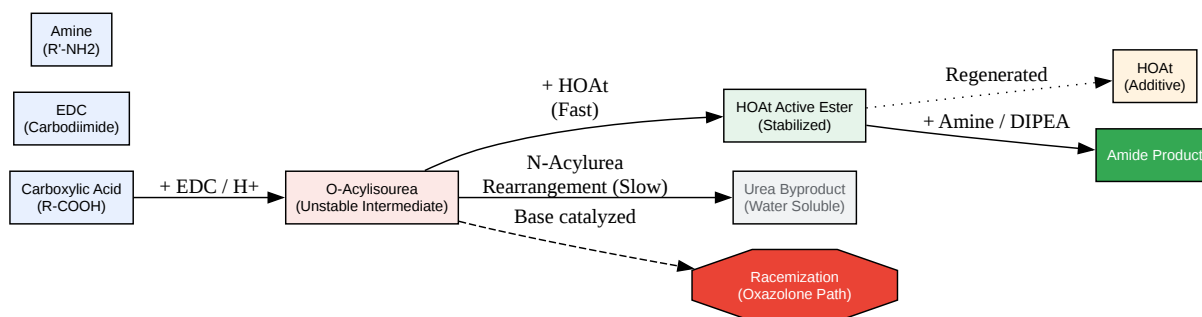 Amine
(R'-NH2)
EDC
(Carbodiimide)
Carboxylic Acid
(R-COOH)
+ EDC / H+
O-Acylisourea
(Unstable Intermediate)
+ HOAt
(Fast)
N-Acylurea
Rearrangement (Slow)
Base catalyzed
HOAt Active Ester
(Stabilized)
Urea Byproduct
(Water Soluble)
Racemization
(Oxazolone Path)
Regenerated
+ Amine / DIPEA
HOAt
(Additive)
Amide Product